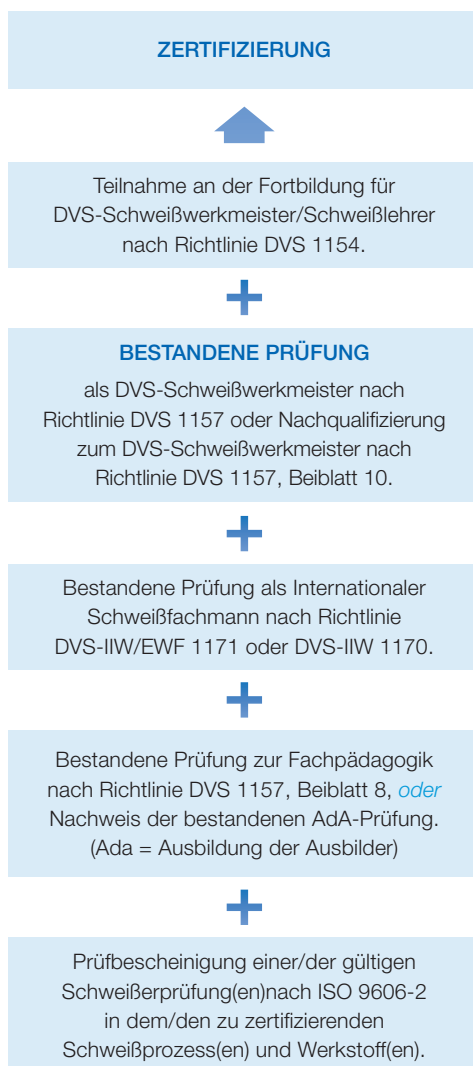 ZERTIFIZIERUNG
Teilnahme an der Fortbildung für
DVS-Schweißwerkmeister/Schweißlehrer
nach Richtlinie DVS 1154.
BESTANDENE PRÜFUNG
als DVS-Schweißwerkmeister nach
Richtlinie DVS 1157 oder Nachqualifizierung
zum DVS-Schweißwerkmeister nach
Richtlinie DVS 1157, Beiblatt 10.
Bestandene Prüfung als Internationaler
Schweißfachmann nach Richtlinie
DVS-IIW/EWF 1171 oder DVS-IIW 1170.
Bestandene Prüfung zur Fachpädagogik
nach Richtlinie DVS 1157, Beiblatt 8, oder
Nachweis der bestandenen AdA-Prüfung.
(Ada = Ausbildung der Ausbilder)
Prüfbescheinigung einer/der gültigen
Schweißerprüfung(en)nach ISO 9606-2
in dem/den zu zertifizierenden
Schweißprozess(en) und Werkstoff(en).